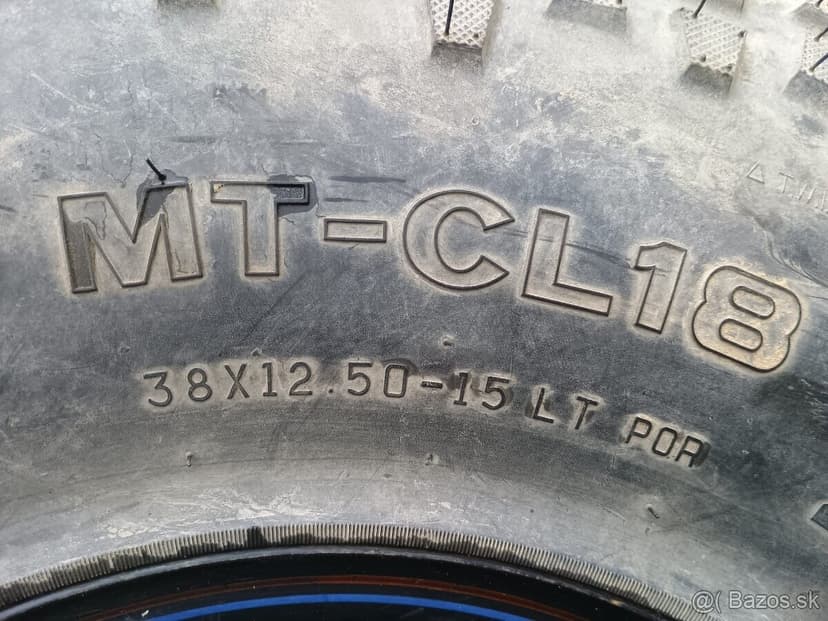 MT-CL18
38X12.50-15 LT POR
@( Bazos.sk